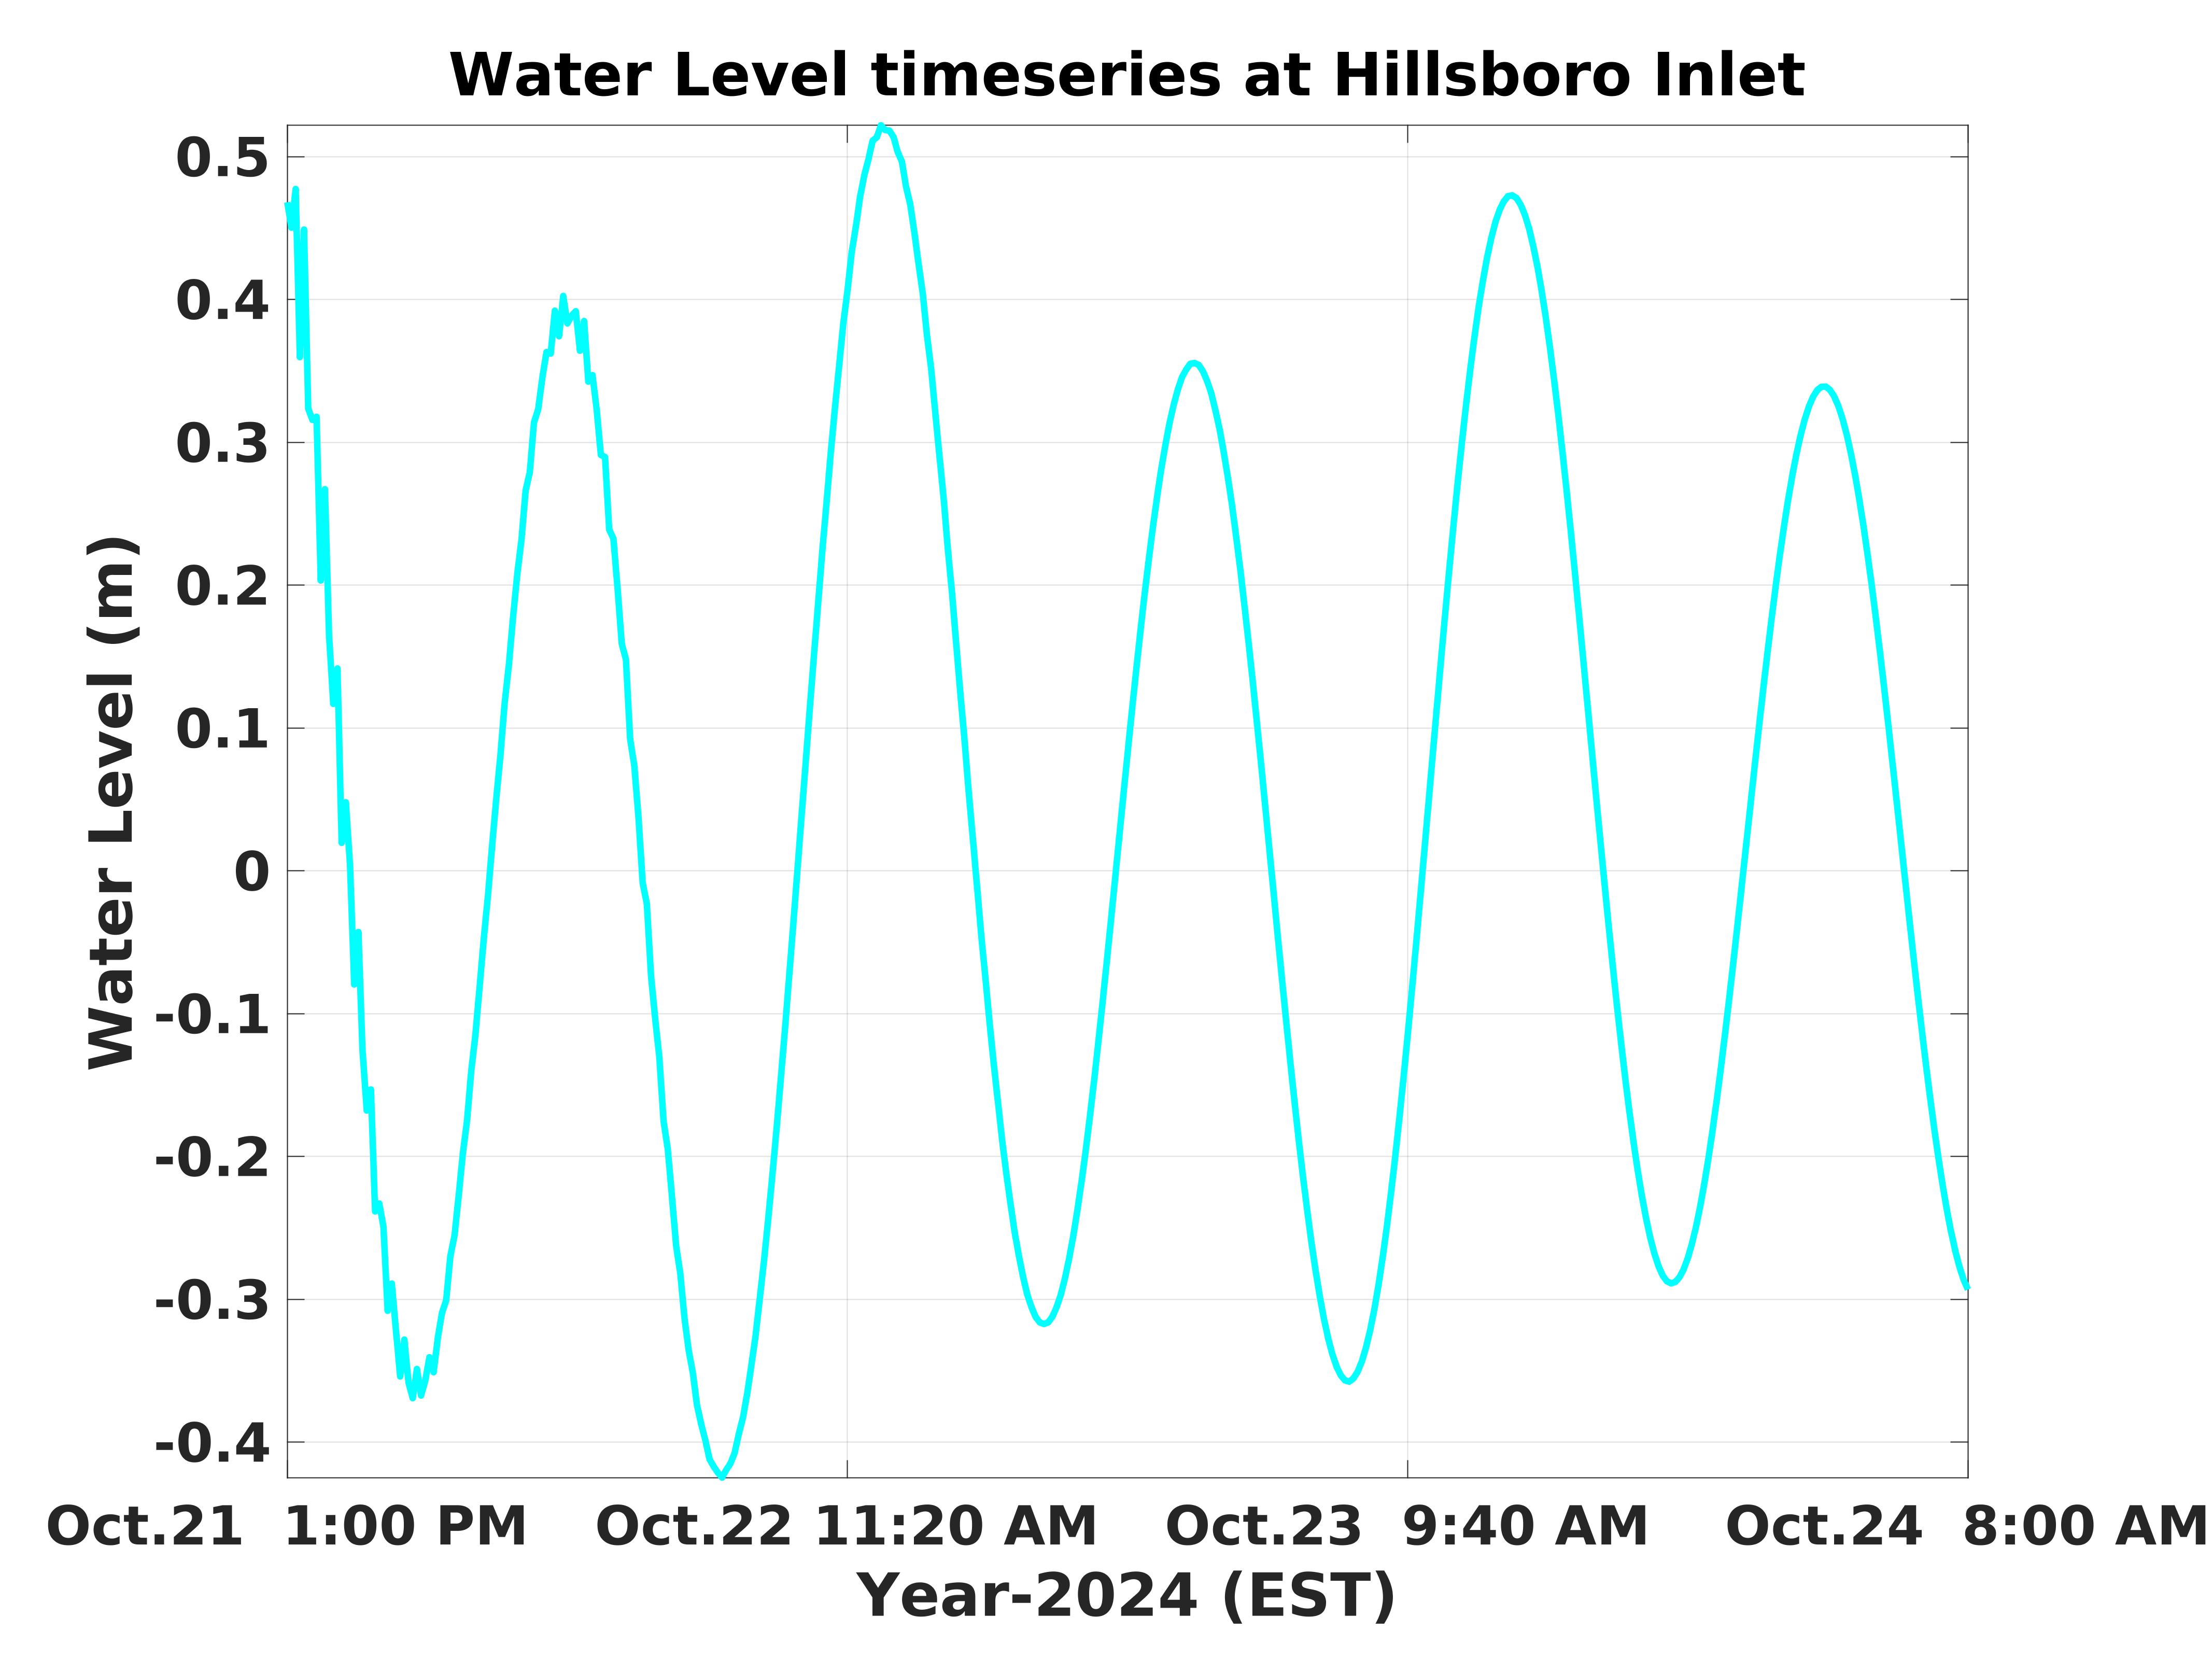 Water Level timeseries at Hillsboro Inlet
Water Level (m)
0.5
0.4
0.3
0.2
0.1
0
-0.1
-0.2
-0.3
-0.4
Oct.21 1:00 PM Oct.22 11:20 AM Oct.23 9:40 AM Oct.24 8:00 AM
Year-2024 (EST)